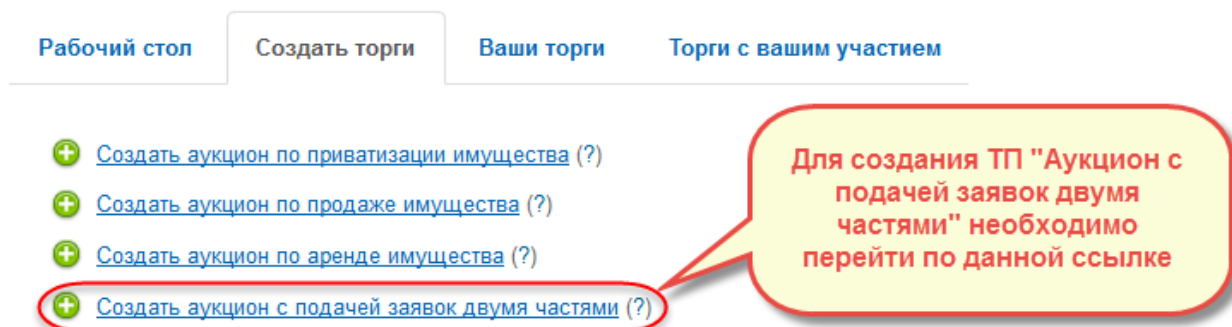 Рабочий стол Создать торги Ваши торги Торги с вашим участием
Создать аукцион по приватизации имущества (?)
Создать аукцион по продаже имущества (?)
Создать аукцион по аренде имущества (?)
Создать аукцион с подачей заявок двумя частями (?)
Для создания ТП "Аукцион с
подачей заявок двумя
частями" необходимо
перейти по данной ссылке